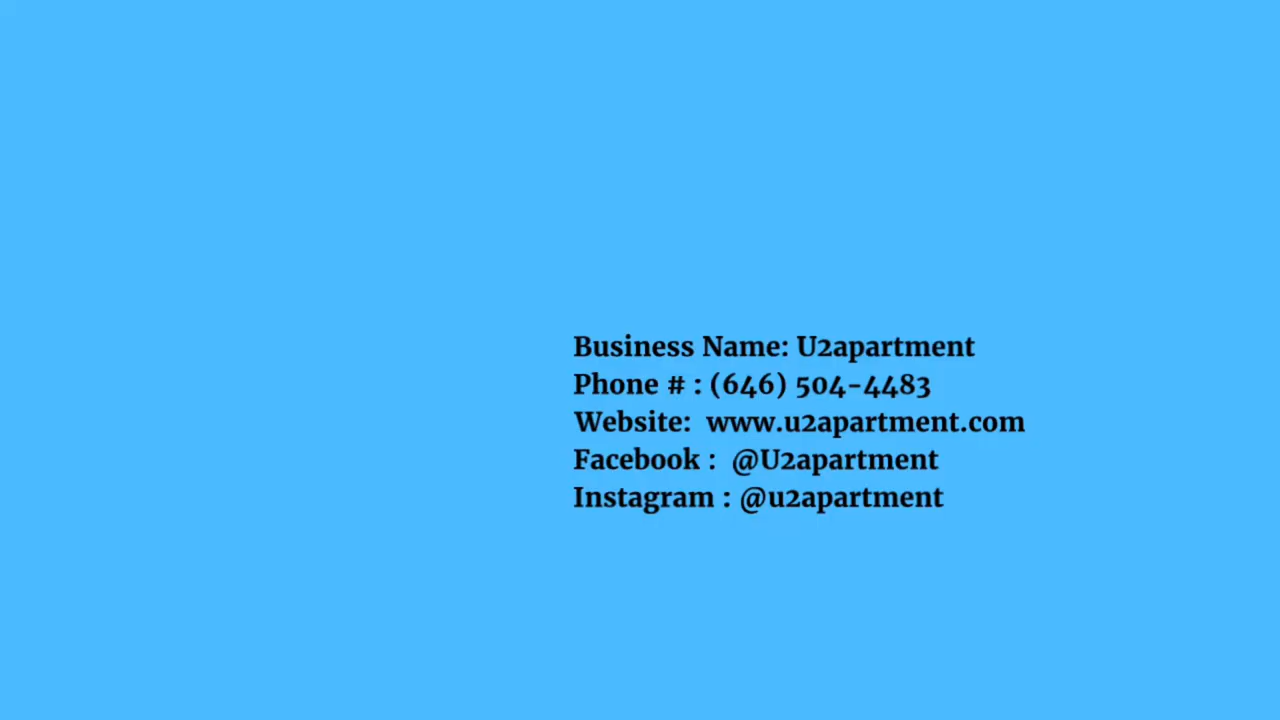 Business Name: U2apartment
Phone # : (646) 504-4483
Website:  www.u2apartment.com
Facebook :  @U2apartment
Instagram : @u2apartment